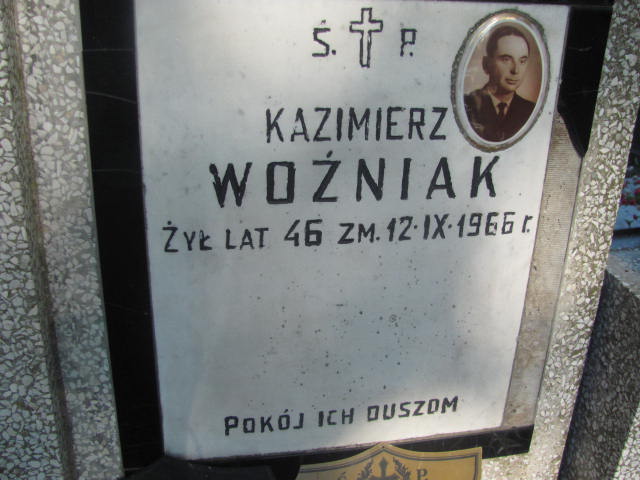 Ś. P.
KAZIMIERZ
WOŹNIAK
ŻYŁ LAT 46 ZM. 12·IX·1966 r.
POKÓJ ICH DUSZOM
Ś. P.